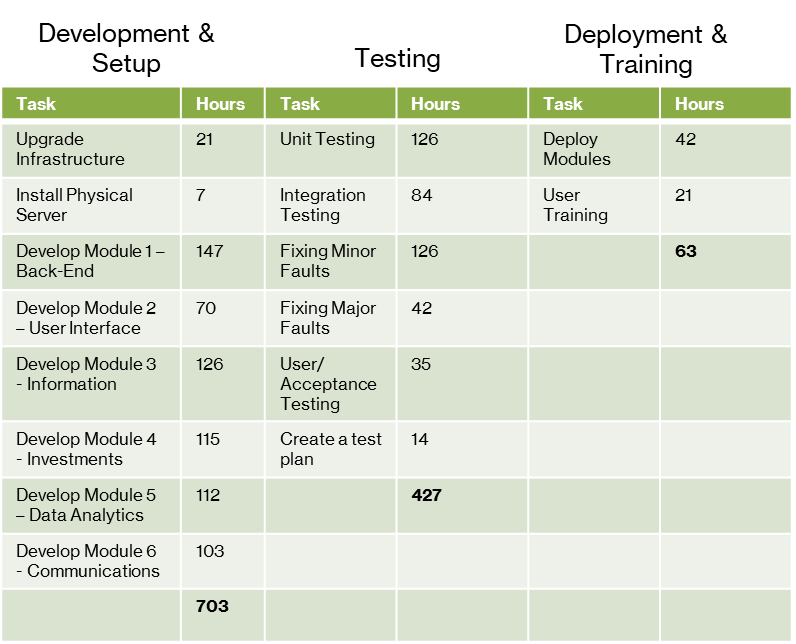 Development &
Setup
Testing
Deployment &
Training
Task Hours Task Hours Task Hours
Upgrade
Infrastructure
21
Unit Testing
126
Deploy
Modules
42
Install Physical
Server
7
Integration
Testing
84
User
Training
21
Develop Module 1 –
Back-End
147
Fixing Minor
Faults
126
63
Develop Module 2
– User Interface
70
Fixing Major
Faults
42
Develop Module 3
- Information
126
User/
Acceptance
Testing
35
Develop Module 4
- Investments
115
Create a test
plan
14
Develop Module 5
– Data Analytics
112
427
Develop Module 6
- Communications
103
703